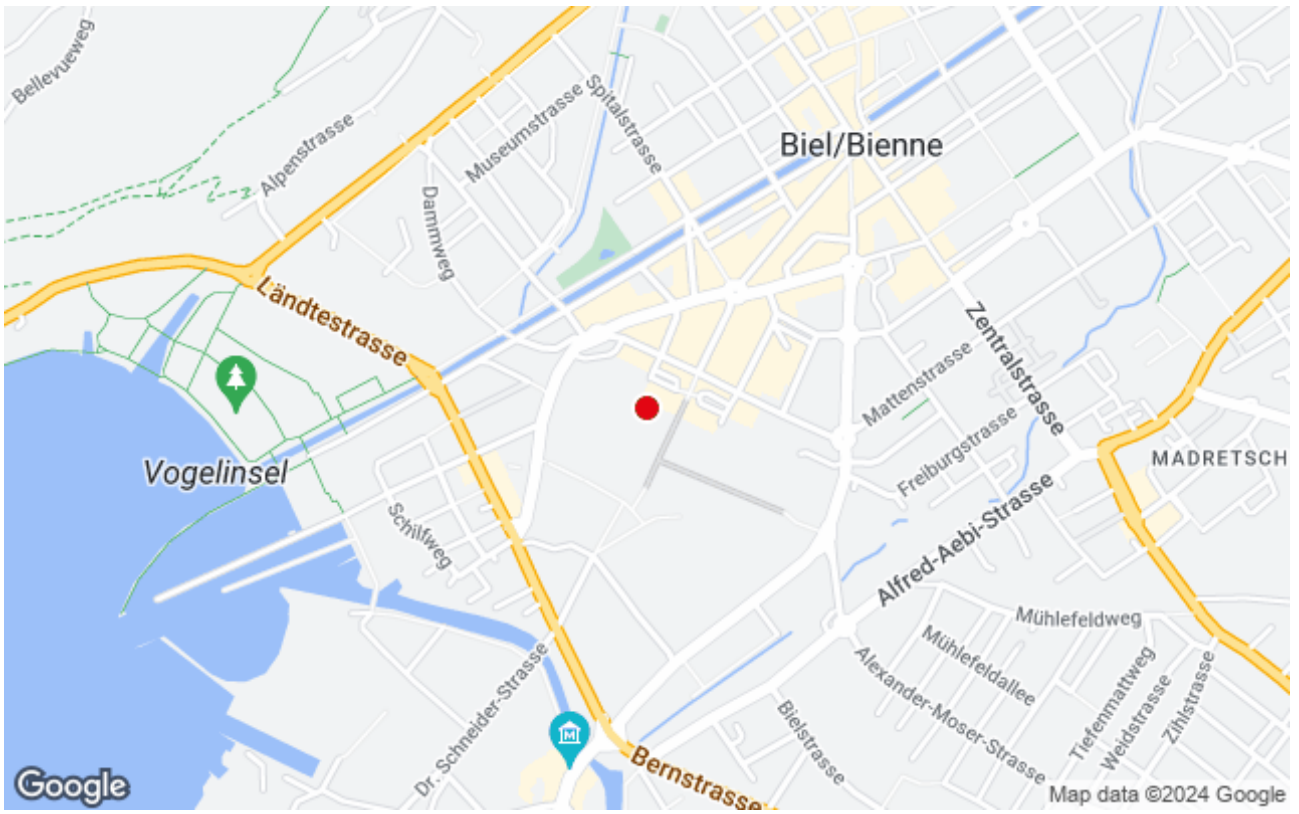 Bellevueweg
Alpenstrasse
Museumstrasse
Spitalstrasse
Biel/Bienne
Dammweg
Ländtestrasse
Zentralstrasse
Mattenstrasse
Freiburgstrasse
MADRETSCH
Vogelinsel
Schilfweg
Alfred-Aebi-Strasse
Mühlefeldweg
Mühlefeldallee
Alexander-Moser-Strasse
Tiefenmattweg
Weidstrasse
Zihlstrasse
Dr. Schneider-Strasse
Bielstrasse
M
Bernstrasse
Google
Map data ©2024 Google